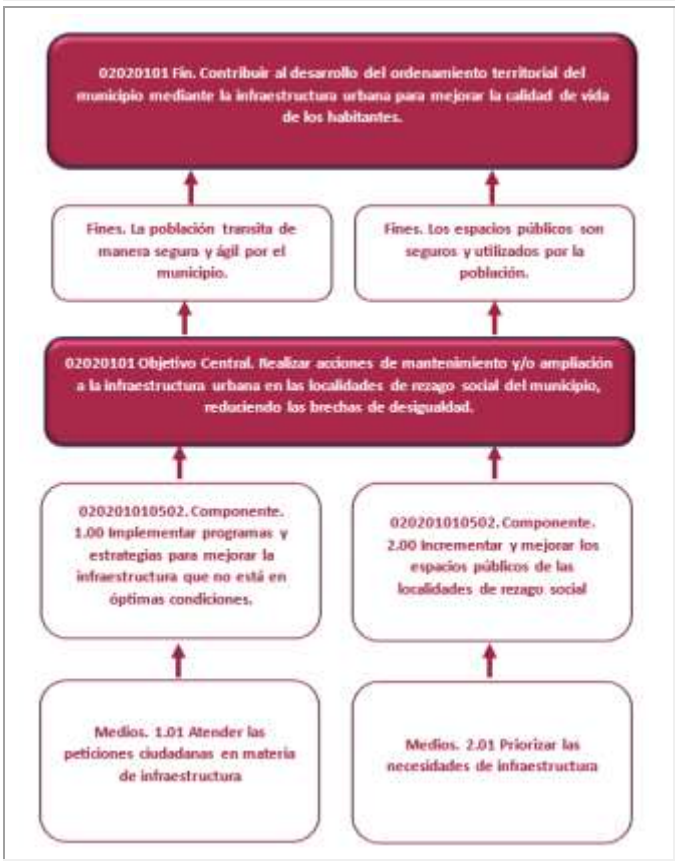 02020101 Fin. Contribuir al desarrollo del ordenamiento territorial del
municipio mediante la infraestructura urbana para mejorar la calidad de vida
de los habitantes.
Fines. La población transita de
manera segura y ágil por el
municipio.
Fines. Los espacios públicos son
seguros y utilizados por la
población.
02020101 Objetivo Central. Realizar acciones de mantenimiento y/o ampliación
a la infraestructura urbana en las localidades de rezago social del municipio,
reduciendo las brechas de desigualdad.
020201010502. Componente.
1.00 Implementar programas y
estrategias para mejorar la
infraestructura que no está en
óptimas condiciones.
020201010502. Componente.
2.00 Incrementar y mejorar los
espacios públicos de las
localidades de rezago social
Medios. 1.01 Atender las
peticiones ciudadanas en materia
de infraestructura
Medios. 2.01 Priorizar las
necesidades de infraestructura